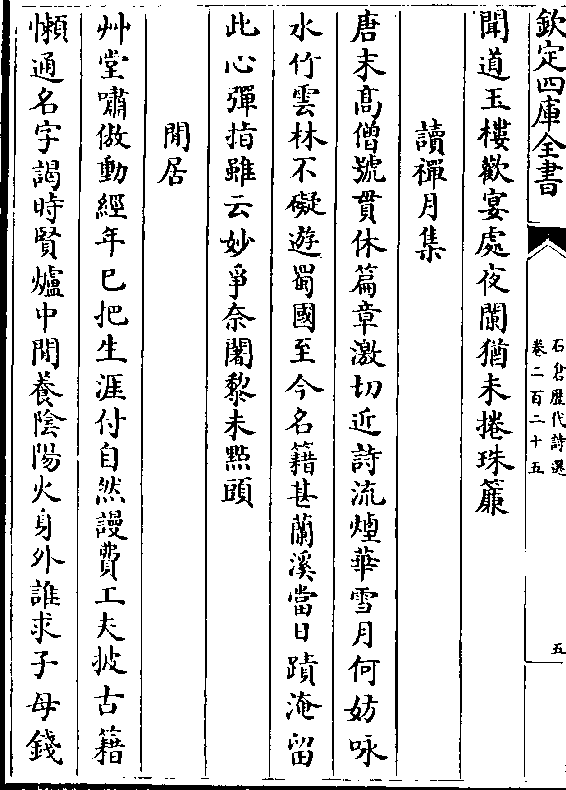 欽定四庫全書
石倉歷代詩選
卷二百二十五
五
聞道玉樓歡宴處夜闌猶未捲珠簾
讀禪月集
唐末髙僧號貫休篇章激切近詩流煙華雪月何妨咏
水竹雲林不礙遊蜀國至今名籍甚蘭溪當日蹟淹留
此心彈指雖云妙爭奈闍黎未㸃頭
閒居
艸堂嘯傲動經年已把生涯付自然謾費工夫披古籍
懶通名字謁時賢爐中閒養陰陽火身外誰求子母錢